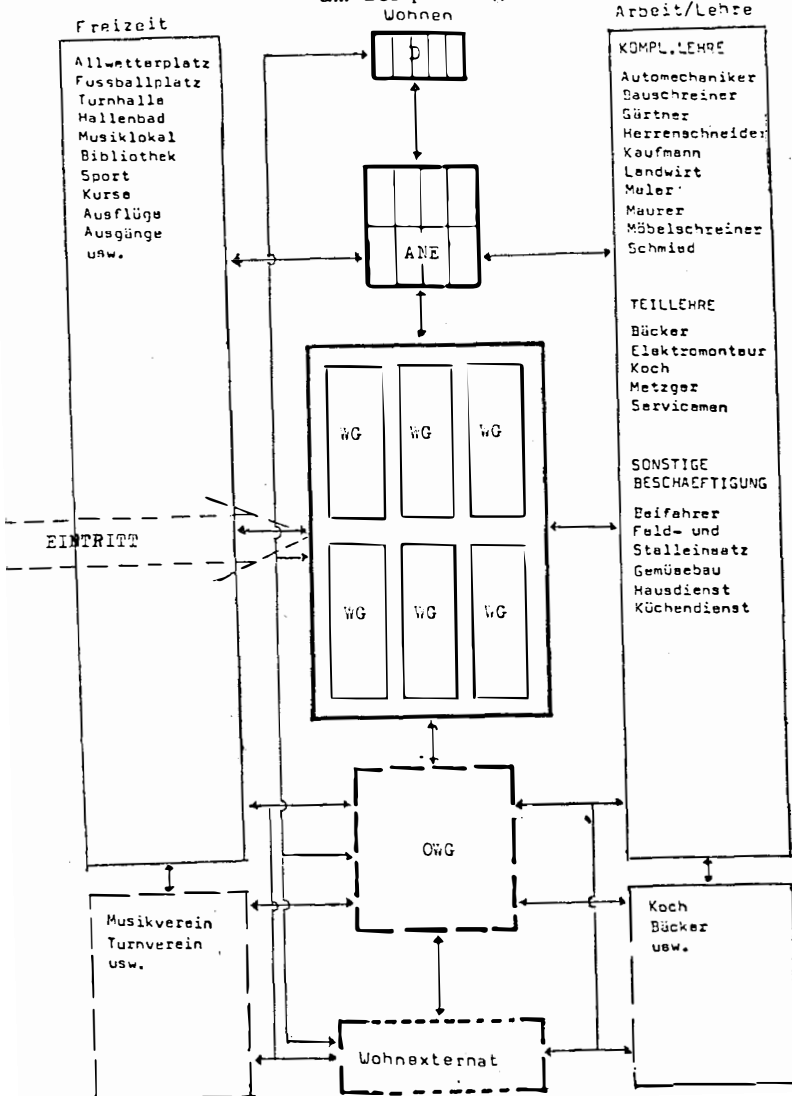 Wohnen
Freizeit
Allwetterplatz
Fussballplatz
Turnhalle
Hallenbad
Musiklokal
Bibliothek
Sport
Kurse
Ausflüge
Ausgänge
usw.
EINTRITT
Musikverein
Turnverein
usw.
D
ANE
WG
WG
WG
WG
WG
WG
OWG
Wohnexternat
Arbeit/Lehre
KOMPL.LEHRE
Automechaniker
Bauschreiner
Gärtner
Herrenschneider
Kaufmann
Landwirt
Maler
Maurer
Möbelschreiner
Schmied
TEILLEHRE
Bäcker
Elektromonteur
Koch
Metzger
Serviceman
SONSTIGE
BESCHAEFTIGUNG
Beifahrer
Feld- und
Stalleinsatz
Gemüsebau
Hausdienst
Küchendienst
Koch
Bäcker
usw.